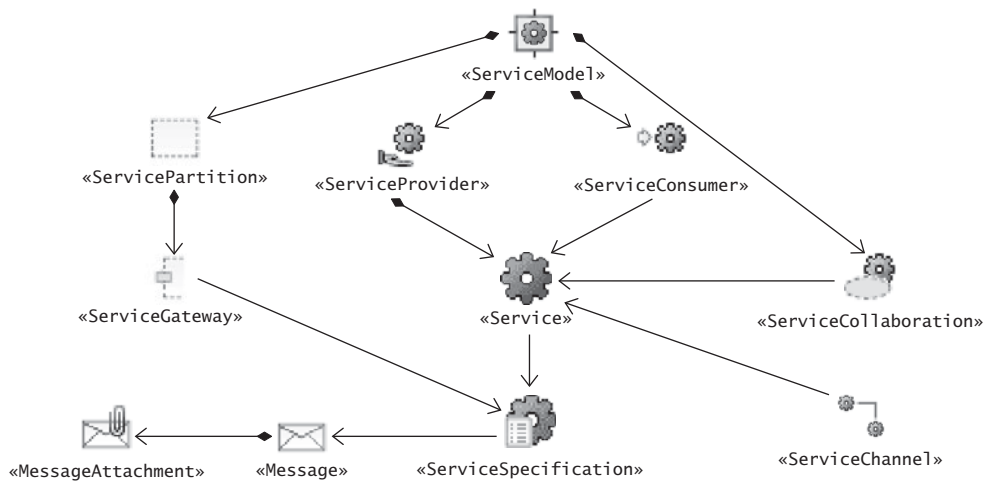 «ServiceModel»
«ServicePartition»
«ServiceProvider»
«ServiceConsumer»
«ServiceGateway»
«Service»
«ServiceCollaboration»
«MessageAttachment»
«Message»
«ServiceSpecification»
«ServiceChannel»